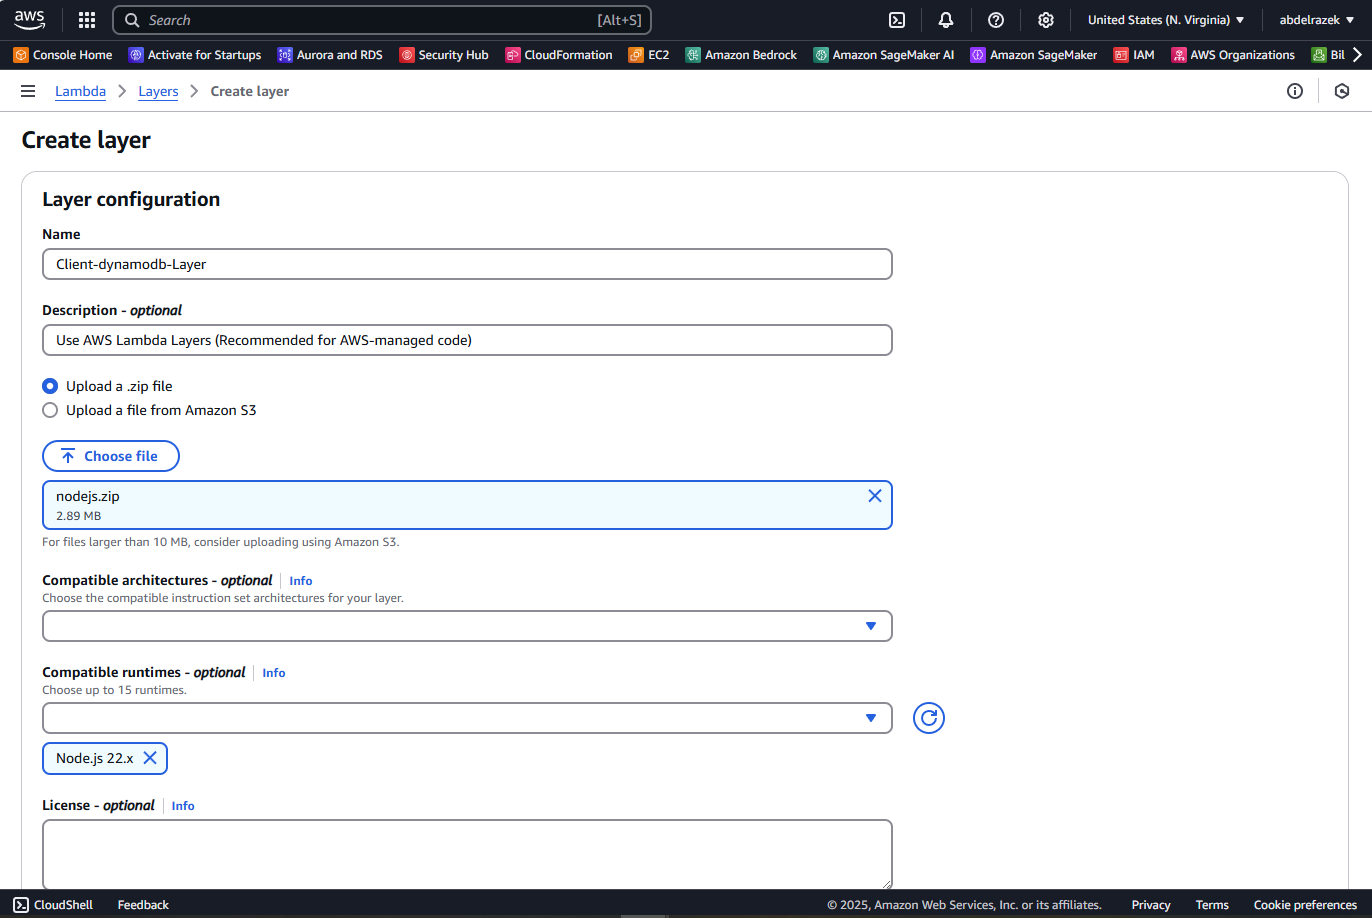 aws
Search [Alt+S] United States (N. Virginia) abdelrazek
Console Home Activate for Startups Aurora and RDS Security Hub CloudFormation EC2 Amazon Bedrock Amazon SageMaker AI Amazon SageMaker IAM AWS Organizations Bil
Lambda Layers Create layer
Create layer
Layer configuration
Name
Client-dynamodb-Layer
Description - optional
Use AWS Lambda Layers (Recommended for AWS-managed code)
Upload a .zip file
Upload a file from Amazon S3
Choose file
nodejs.zip
2.89 MB
For files larger than 10 MB, consider uploading using Amazon S3.
Compatible architectures - optional Info
Choose the compatible instruction set architectures for your layer.
Compatible runtimes - optional Info
Choose up to 15 runtimes.
Node.js 22.x
License - optional Info
CloudShell Feedback © 2025, Amazon Web Services, Inc. or its affiliates. Privacy Terms Cookie preferences